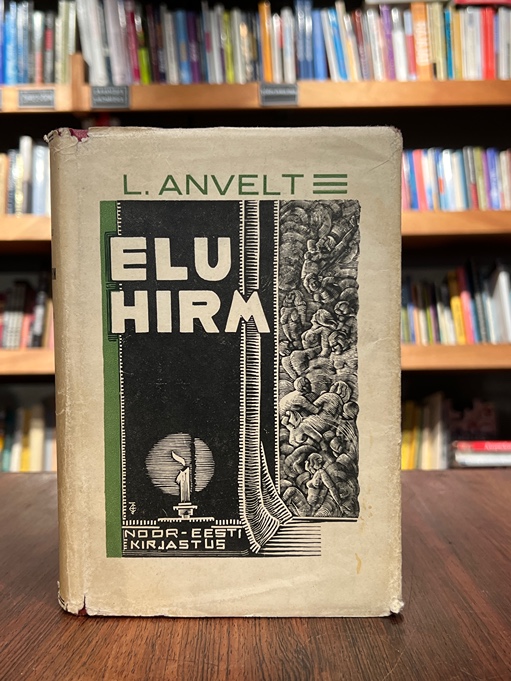 L. ANVELT
ELU
HIRM
NOOR-EESTI
KIRJASTUS